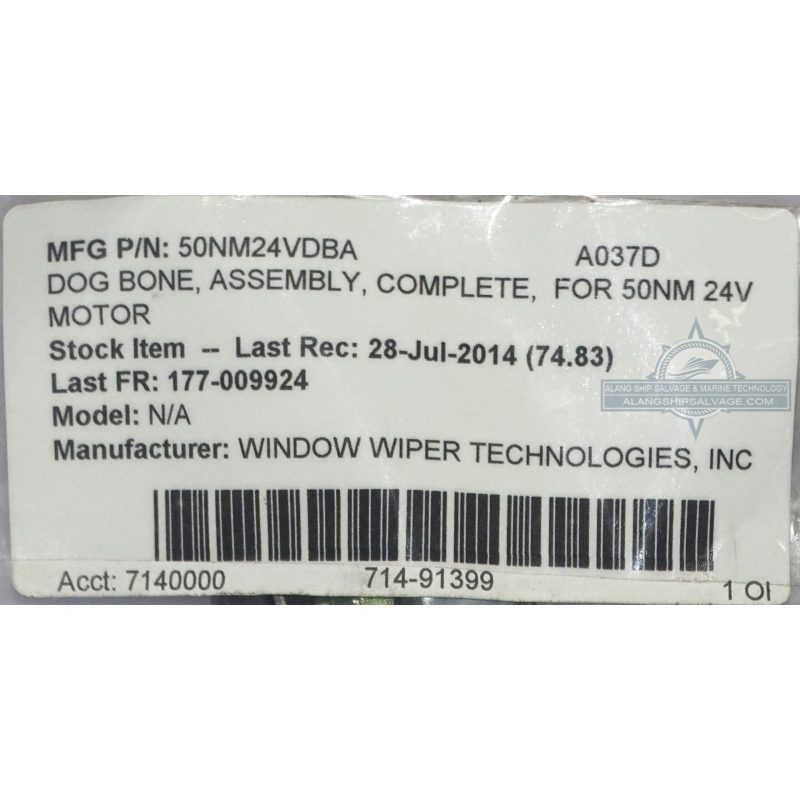 MFG P/N: 50NM24VDBA A037D
DOG BONE, ASSEMBLY, COMPLETE, FOR 50NM 24V
MOTOR
Stock Item -- Last Rec: 28-Jul-2014 (74.83)
Last FR: 177-009924
ALANG SHIP SALVAGE & MARINE TECHNOLOGY
ALANGSHIPSALVAGE.COM
Model: N/A
Manufacturer: WINDOW WIPER TECHNOLOGIES, INC
Acct: 7140000 714-91399 1 OI